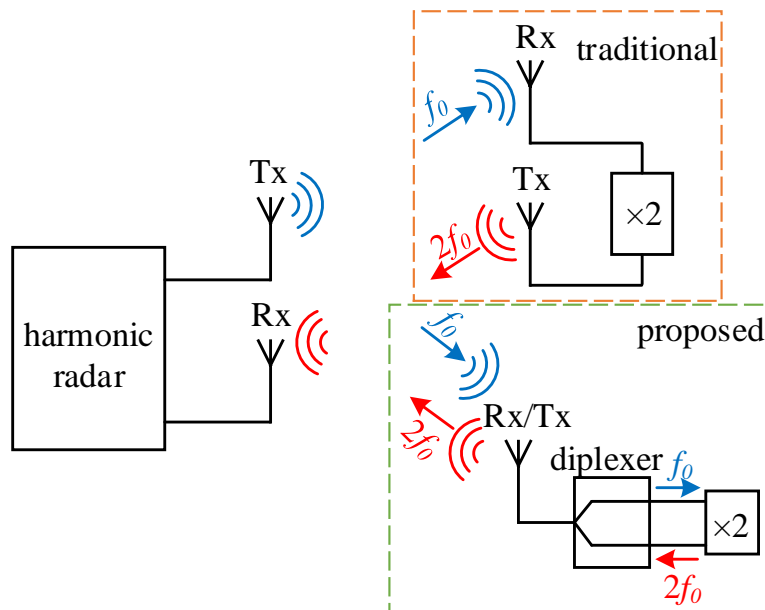 Rx
traditional
f0
Tx
Tx
×2
2f0
harmonic
radar
Rx
f0
proposed
2f0
Rx/Tx
diplexer
f0
×2
2f0